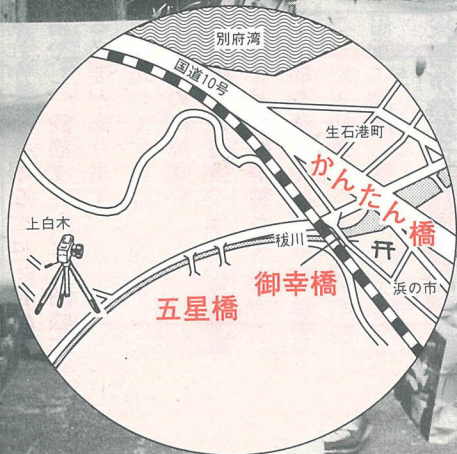 別府湾
国道10号
生石港町
かんたん橋
上白木
祓川
御幸橋
浜の市
五星橋